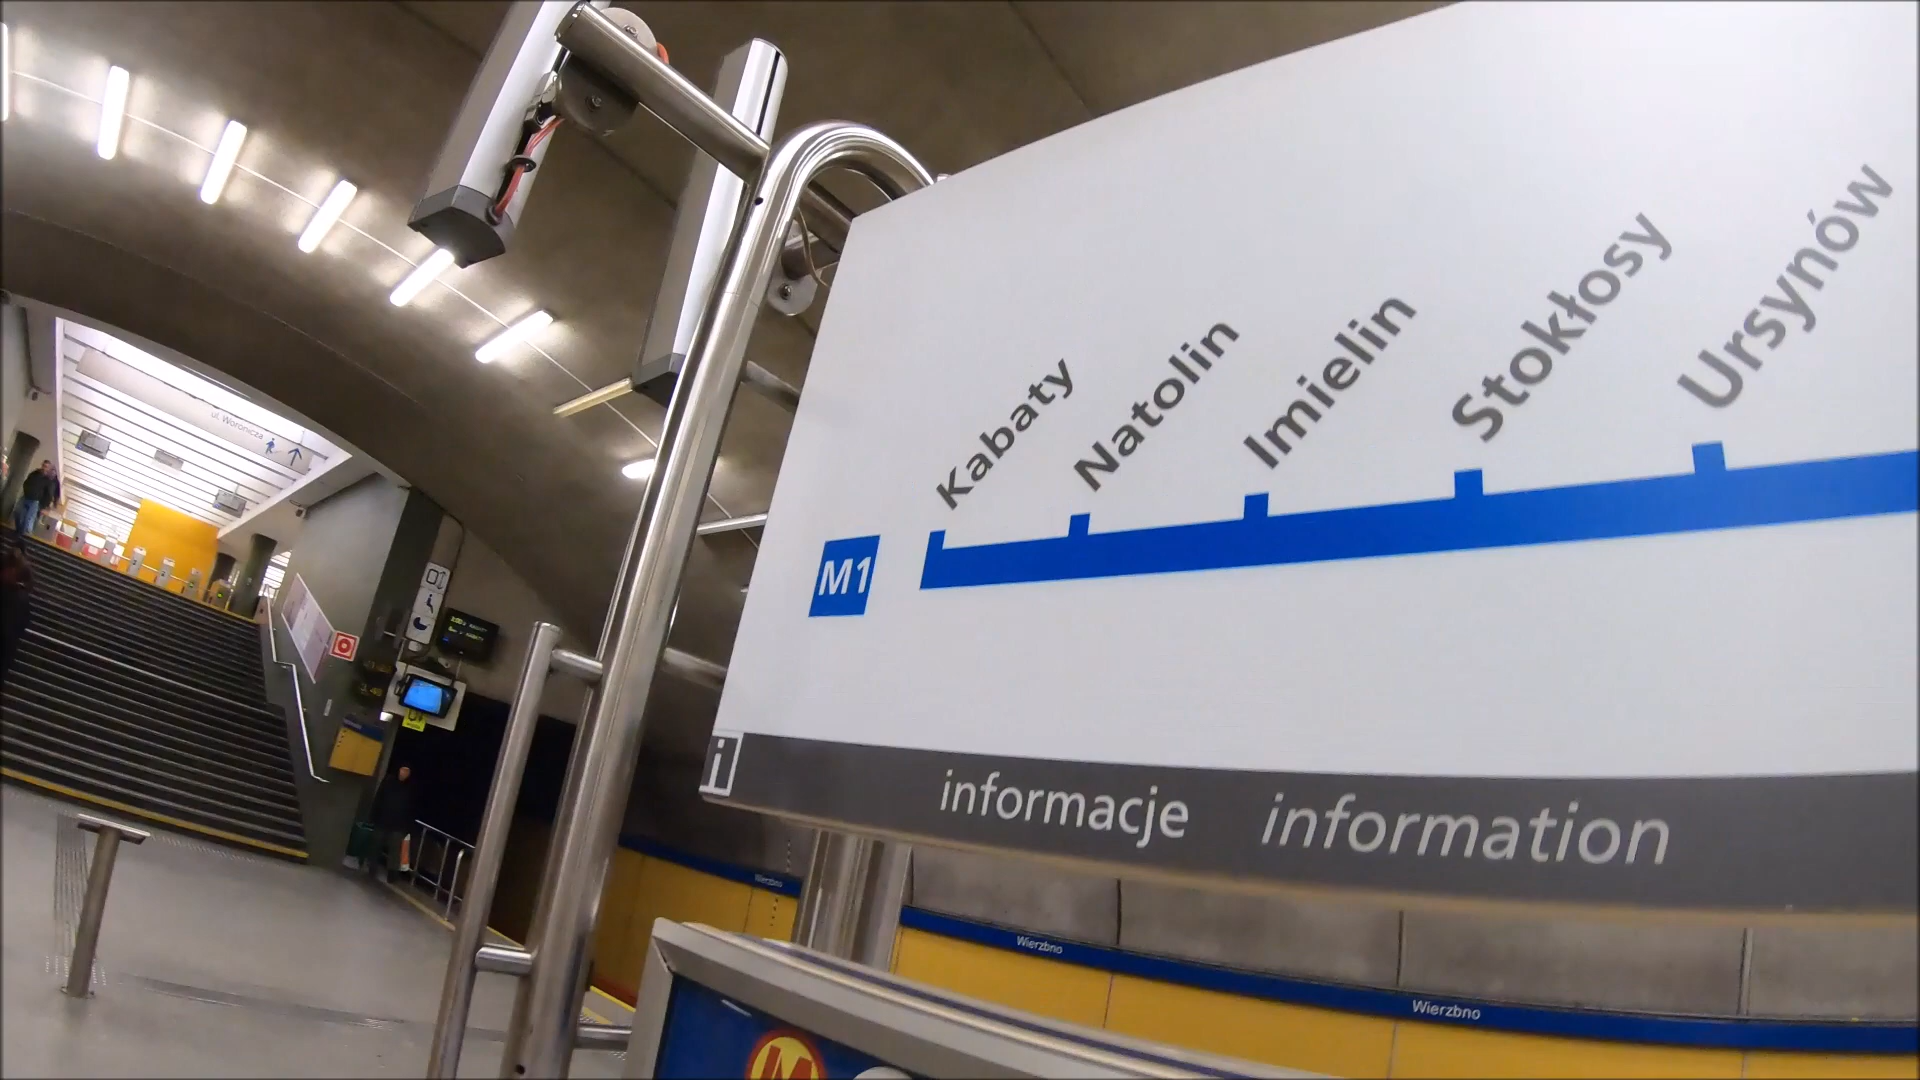 ul. Woronicza
Kabaty
Natolin
Imielin
Stokłosy
Ursynów
M1
i
informacje information
Wierzbno
Wierzbno
Wierzbno
M